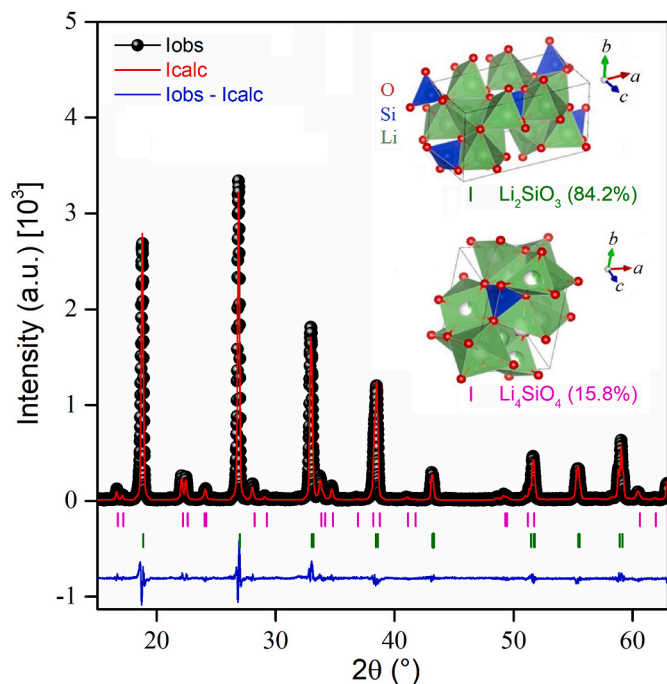 Iobs
Icalc
Iobs - Icalc
O
Si
Li
b
a
c
Li₂SiO₃ (84.2%)
b
a
c
Li₄SiO₄ (15.8%)
Intensity (a.u.) [10³]
5
4
3
2
1
0
-1
20
30
40
50
60
2θ (°)